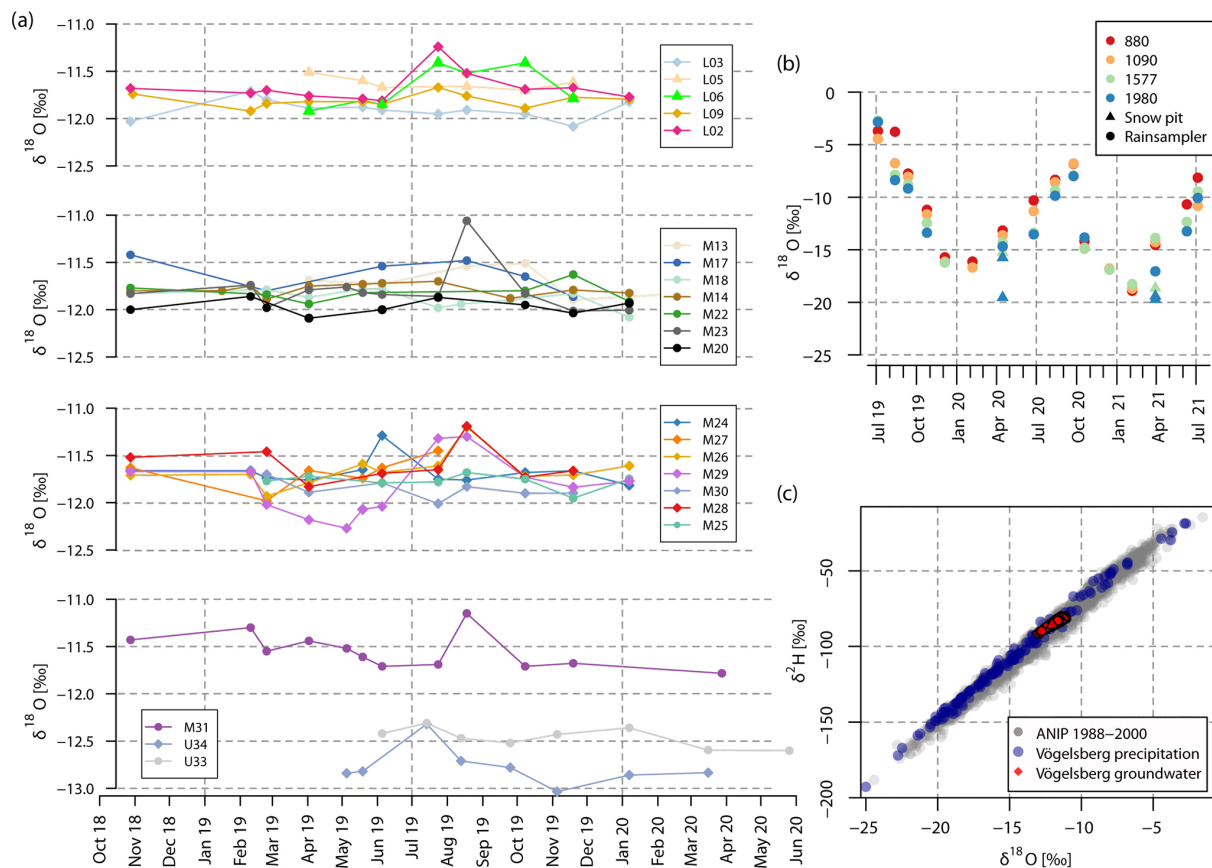 (a)
−11.0
−11.5
−12.0
−12.5
δ18O [‰]
L03
L05
L06
L09
L02
−11.0
−11.5
−12.0
−12.5
δ18O [‰]
M13
M17
M18
M14
M22
M23
M20
−11.0
−11.5
−12.0
−12.5
δ18O [‰]
M24
M27
M26
M29
M30
M28
M25
−11.0
−11.5
−12.0
−12.5
−13.0
δ18O [‰]
M31
U34
U33
Oct 18
Nov 18
Dec 18
Jan 19
Feb 19
Mar 19
Apr 19
May 19
Jun 19
Jul 19
Aug 19
Sep 19
Oct 19
Nov 19
Dec 19
Jan 20
Feb 20
Mar 20
Apr 20
May 20
Jun 20
(b)
880
1090
1577
1980
Snow pit
Rainsampler
0
−5
−10
−15
−20
−25
δ18O [‰]
Jul 19
Oct 19
Jan 20
Apr 20
Jul 20
Oct 20
Jan 21
Apr 21
Jul 21
(c)
−50
−100
−150
−200
δ2H [‰]
ANIP 1988−2000
Vögelsberg precipitation
Vögelsberg groundwater
−25
−20
−15
−10
−5
δ18O [‰]